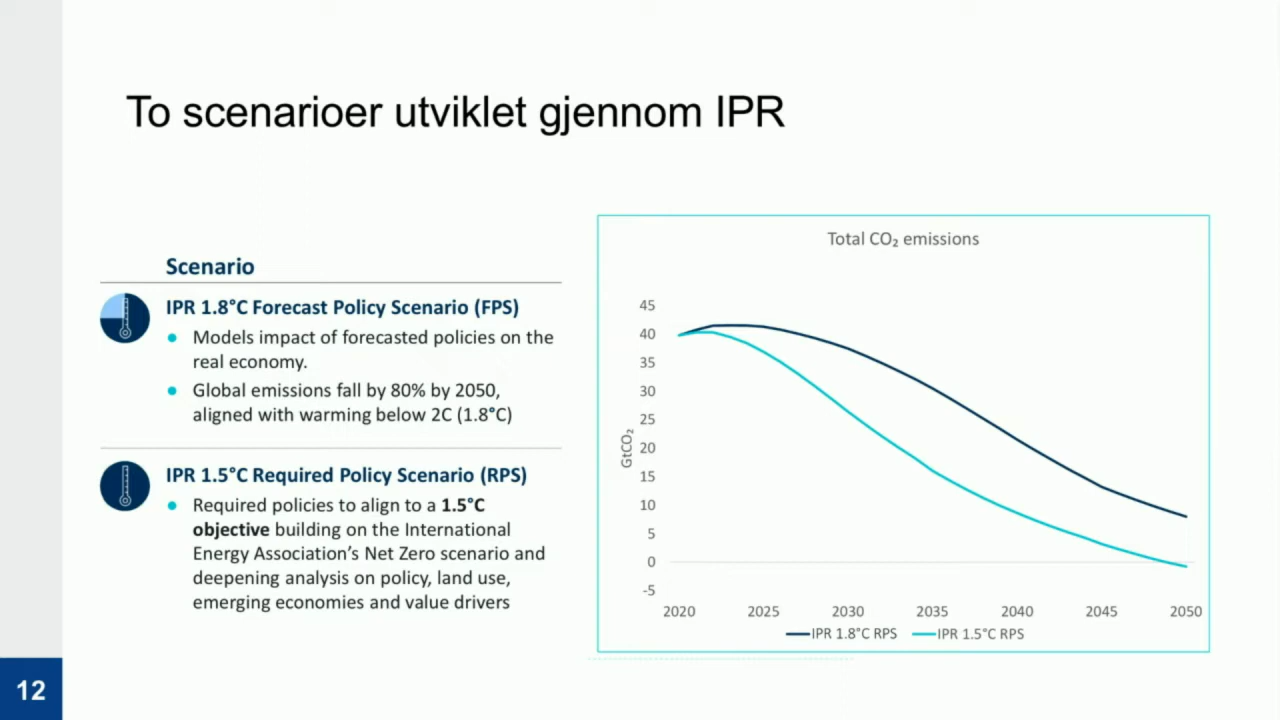 To scenarioer utviklet gjennom IPR
Scenario
IPR 1.8°C Forecast Policy Scenario (FPS)
Models impact of forecasted policies on the
real economy.
Global emissions fall by 80% by 2050,
aligned with warming below 2C (1.8°C)
IPR 1.5°C Required Policy Scenario (RPS)
Required policies to align to a 1.5°C
objective building on the International
Energy Association’s Net Zero scenario and
deepening analysis on policy, land use,
emerging economies and value drivers
Total CO₂ emissions
GtCO₂
45
40
35
30
25
20
15
10
5
0
-5
2020 2025 2030 2035 2040 2045 2050
IPR 1.8°C RPS IPR 1.5°C RPS
12